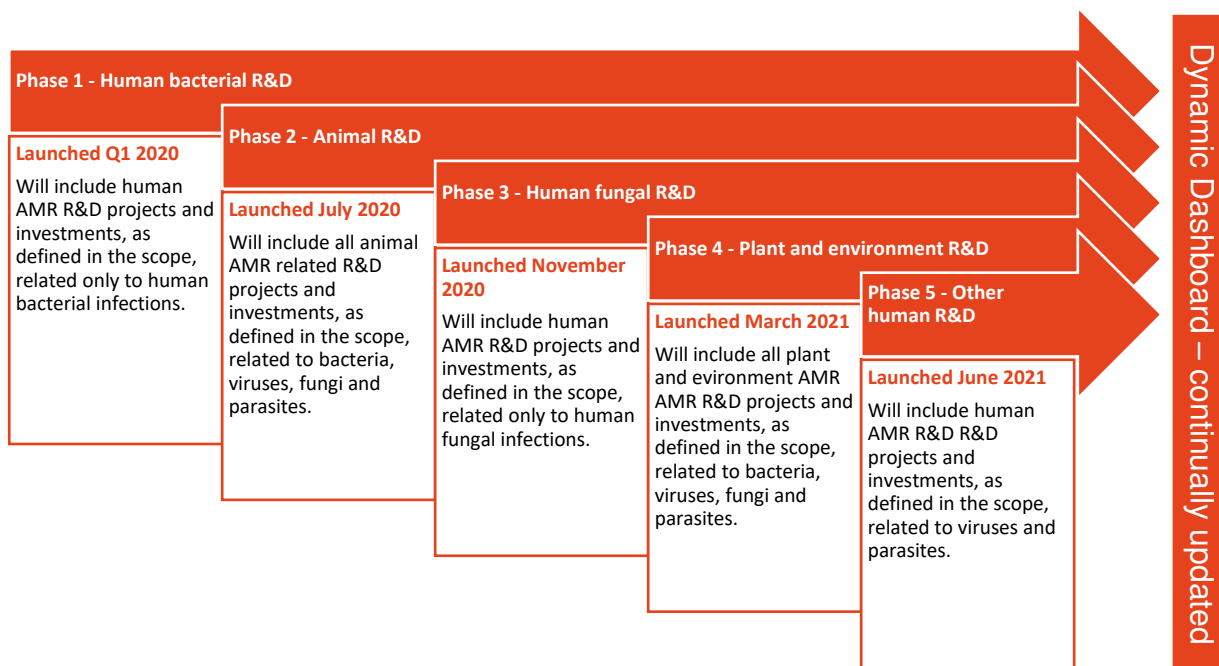 Phase 1 - Human bacterial R&D
Launched Q1 2020
Will include human
AMR R&D projects and
investments, as
defined in the scope,
related only to human
bacterial infections.
Phase 2 - Animal R&D
Launched July 2020
Will include all animal
AMR related R&D
projects and
investments, as
defined in the scope,
related to bacteria,
viruses, fungi and
parasites.
Phase 3 - Human fungal R&D
Launched November
2020
Will include human
AMR R&D projects and
investments, as
defined in the scope,
related only to human
fungal infections.
Phase 4 - Plant and environment R&D
Launched March 2021
Will include all plant
and evironment AMR
AMR R&D projects and
investments, as
defined in the scope,
related to bacteria,
viruses, fungi and
parasites.
Phase 5 - Other
human R&D
Launched June 2021
Will include human
AMR R&D R&D
projects and
investments, as
defined in the scope,
related to viruses and
parasites.
Dynamic Dashboard – continually updated